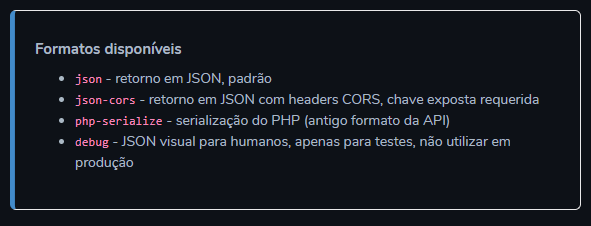 Formatos disponíveis
• json - retorno em JSON, padrão
• json-cors - retorno em JSON com headers CORS, chave exposta requerida
• php-serialize - serialização do PHP (antigo formato da API)
• debug - JSON visual para humanos, apenas para testes, não utilizar em
produção